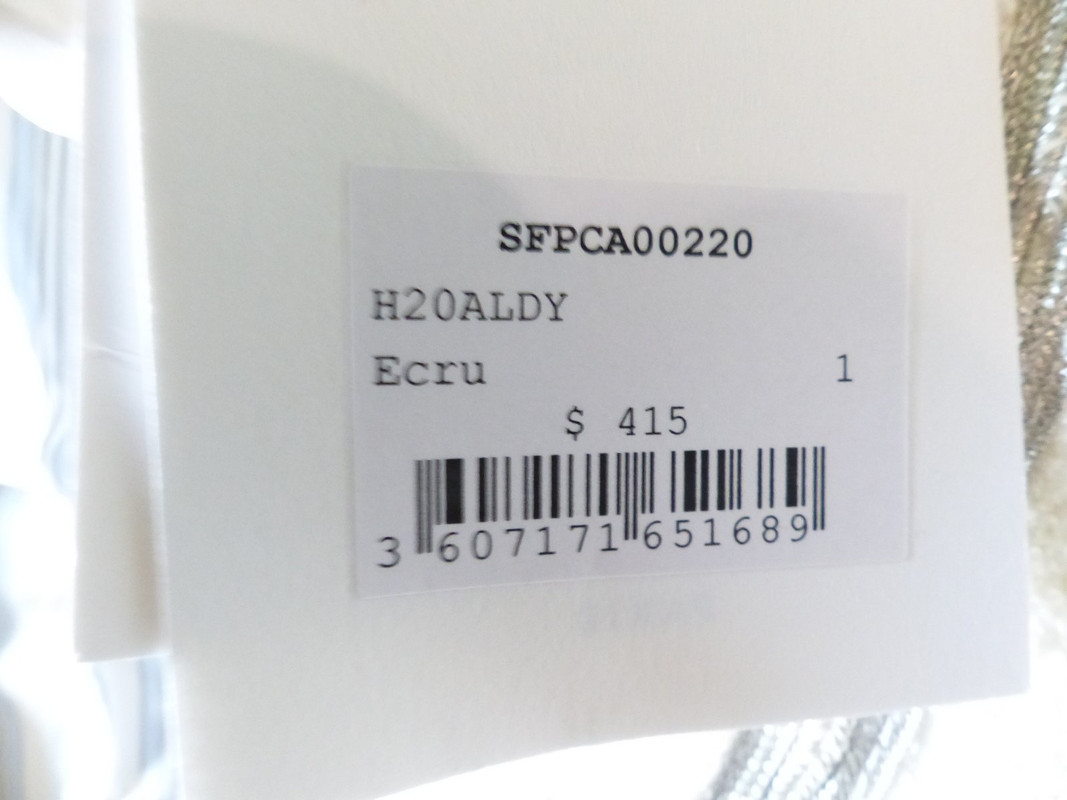 SFPCA00220
H20ALDY
Ecru 1
$ 415
3 607171 651689